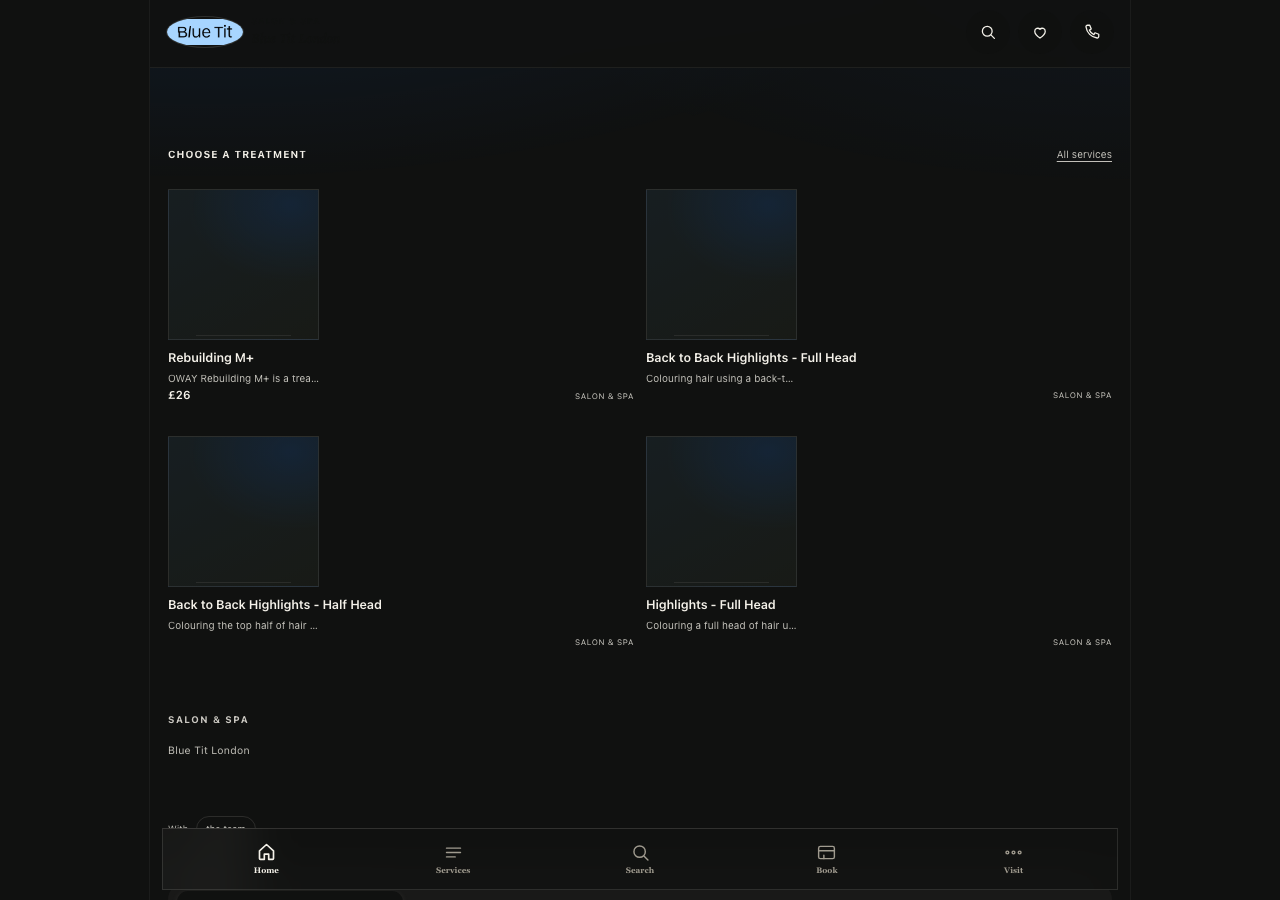 Blue Tit
CHOOSE A TREATMENT
All services
Rebuilding M+
OWAY Rebuilding M+ is a trea...
£26
SALON & SPA
Back to Back Highlights - Full Head
Colouring hair using a back-t...
SALON & SPA
Back to Back Highlights - Half Head
Colouring the top half of hair ...
SALON & SPA
Highlights - Full Head
Colouring a full head of hair u...
SALON & SPA
SALON & SPA
Blue Tit London
With the team
Home
Services
Search
Book
Visit